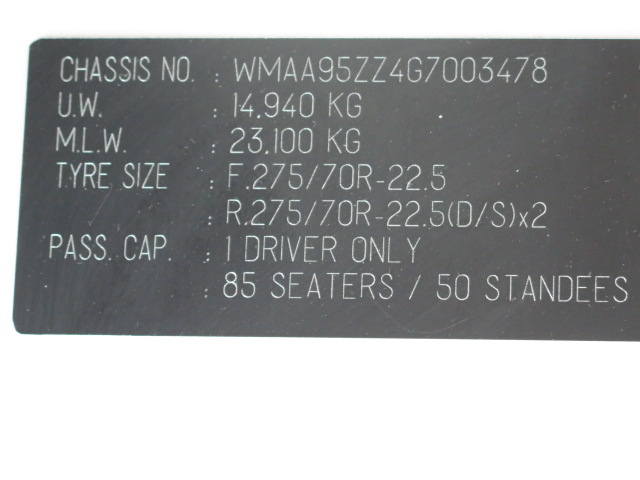 CHASSIS NO. : WMAA95ZZ4G7003478
U.W. : 14,940 KG
M.L.W. : 23,100 KG
TYRE SIZE : F.275/70R-22.5
: R.275/70R-22.5(D/S)x2
PASS. CAP. : 1 DRIVER ONLY
: 85 SEATERS / 50 STANDEES